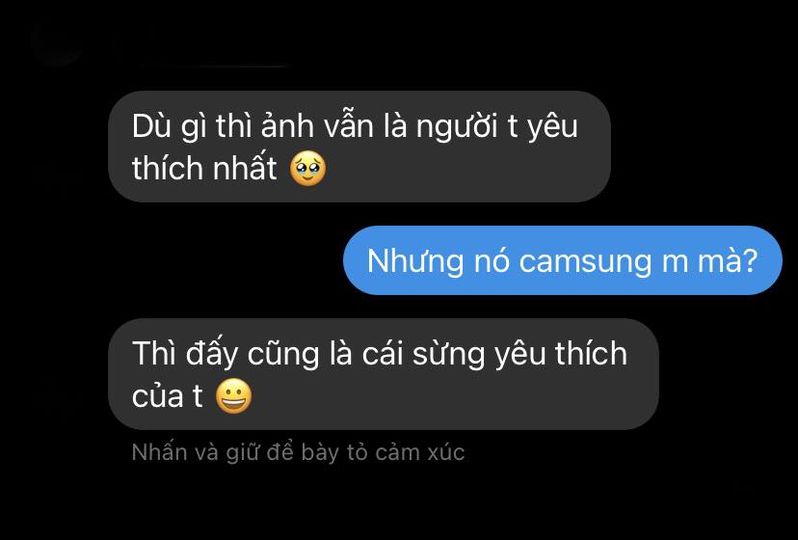 Dù gì thì ảnh vẫn là người t yêu
thích nhất 🥹
Nhưng nó camsung m mà?
Thì đấy cũng là cái sừng yêu thích
của t 😀
Nhấn và giữ để bày tỏ cảm xúc